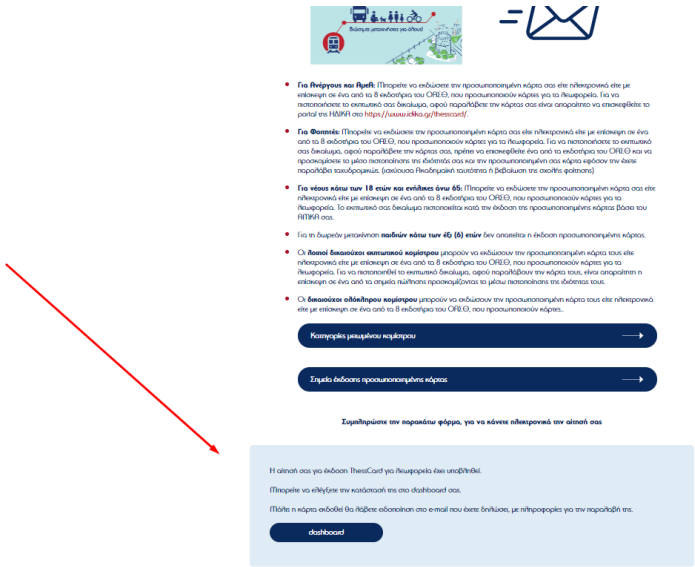 Βιώσιμες μετακινήσεις για όλους!
Για Ανέργους και ΑμεΑ: Μπορείτε να εκδώσετε την προσωποποιημένη κάρτα σας είτε ηλεκτρονικά είτε με
επίσκεψη σε ένα από τα 8 εκδοτήρια του ΟΑΣΘ, που προσωποποιούν κάρτες για τα λεωφορεία. Για να
πιστοποιήσετε το εκπτωτικό σας δικαίωμα, αφού παραλάβετε την κάρτας σας είναι απαραίτητο να επισκεφθείτε το
portal της ΗΔΙΚΑ στο https://www.idika.gr/thesscard/.
Για Φοιτητές: Μπορείτε να εκδώσετε την προσωποποιημένη κάρτα σας είτε ηλεκτρονικά είτε με επίσκεψη σε ένα
από τα 8 εκδοτήρια του ΟΑΣΘ, που προσωποποιούν κάρτες για τα λεωφορεία. Για να πιστοποιήσετε το εκπτωτικό
σας δικαίωμα, αφού παραλάβετε την κάρτας σας, πρέπει να επισκεφθείτε ένα από τα εκδοτήρια του ΟΑΣΘ και να
προσκομίσετε το μέσο πιστοποίησης της ιδιότητάς σας και την προσωποποιημένη σας κάρτα εφόσον την έχετε
παραλάβει ταχυδρομικώς. (ισχύουσα Ακαδημαϊκή ταυτότητα ή βεβαίωση της σχολής φοίτησης)
Για νέους κάτω των 18 ετών και ενήλικες άνω 65: Μπορείτε να εκδώσετε την προσωποποιημένη κάρτα σας είτε
ηλεκτρονικά είτε με επίσκεψη σε ένα από τα 8 εκδοτήρια του ΟΑΣΘ, που προσωποποιούν κάρτες για τα
λεωφορεία. Το εκπτωτικό σας δικαίωμα πιστοποιείται κατά την έκδοση της προσωποποιημένης κάρτας βάσει του
ΑΜΚΑ σας.
Για τη δωρεάν μετακίνηση παιδιών κάτω των έξι (6) ετών δεν απαιτείται η έκδοση προσωποποιημένης κάρτας.
Οι λοιποί δικαιούχοι εκπτωτικού κομίστρου μπορούν να εκδώσουν την προσωποποιημένη κάρτα τους είτε
ηλεκτρονικά είτε με επίσκεψη σε ένα από τα 8 εκδοτήρια του ΟΑΣΘ, που προσωποποιούν κάρτες για τα
λεωφορεία. Για να πιστοποιηθεί το εκπτωτικό δικαίωμα, αφού παραλάβουν την κάρτα τους, είναι απαραίτητη η
επίσκεψη σε ένα από τα σημεία πώλησης προσκομίζοντας το μέσω πιστοποίησης της ιδιότητας τους.
Οι δικαιούχοι ολόκληρου κομίστρου μπορούν να εκδώσουν την προσωποποιημένη κάρτα τους είτε ηλεκτρονικά
είτε με επίσκεψη σε ένα από τα 8 εκδοτήρια του ΟΑΣΘ, που προσωποποιούν κάρτες..
Κατηγορίες μειωμένου κομίστρου
Σημεία έκδοσης προσωποποιημένης κάρτας
Συμπληρώστε την παρακάτω φόρμα, για να κάνετε ηλεκτρονικά την αίτησή σας
Η αίτησή σας για έκδοση ThessCard για λεωφορεία έχει υποβληθεί.
Μπορείτε να ελέγξετε την κατάστασή της στο dashboard σας.
Μόλις η κάρτα εκδοθεί θα λάβετε ειδοποίηση στο e-mail που έχετε δηλώσει, με πληροφορίες για την παραλαβή της.
dashboard